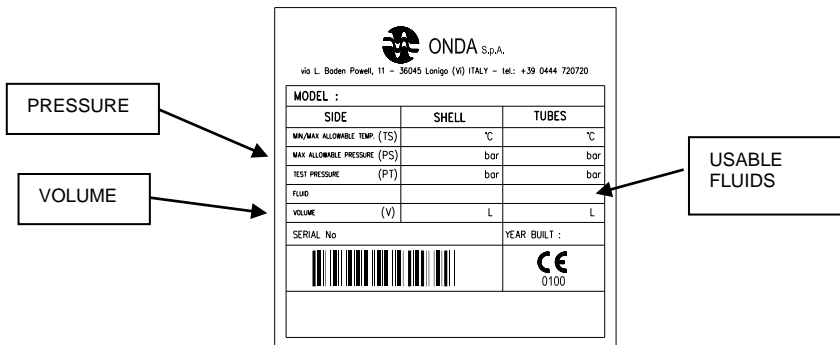 ONDA S.p.A.
via L. Baden Powell, 11 - 36045 Lonigo (Vi) ITALY - tel.: +39 0444 720720
MODEL :
SIDE SHELL TUBES
MIN/MAX ALLOWABLE TEMP. (TS) °C °C
PRESSURE
MAX ALLOWABLE PRESSURE (PS) bar bar
TEST PRESSURE (PT) bar bar
USABLE
FLUIDS
FLUID
VOLUME
VOLUME (V) L L
SERIAL No YEAR BUILT :
CE
0100